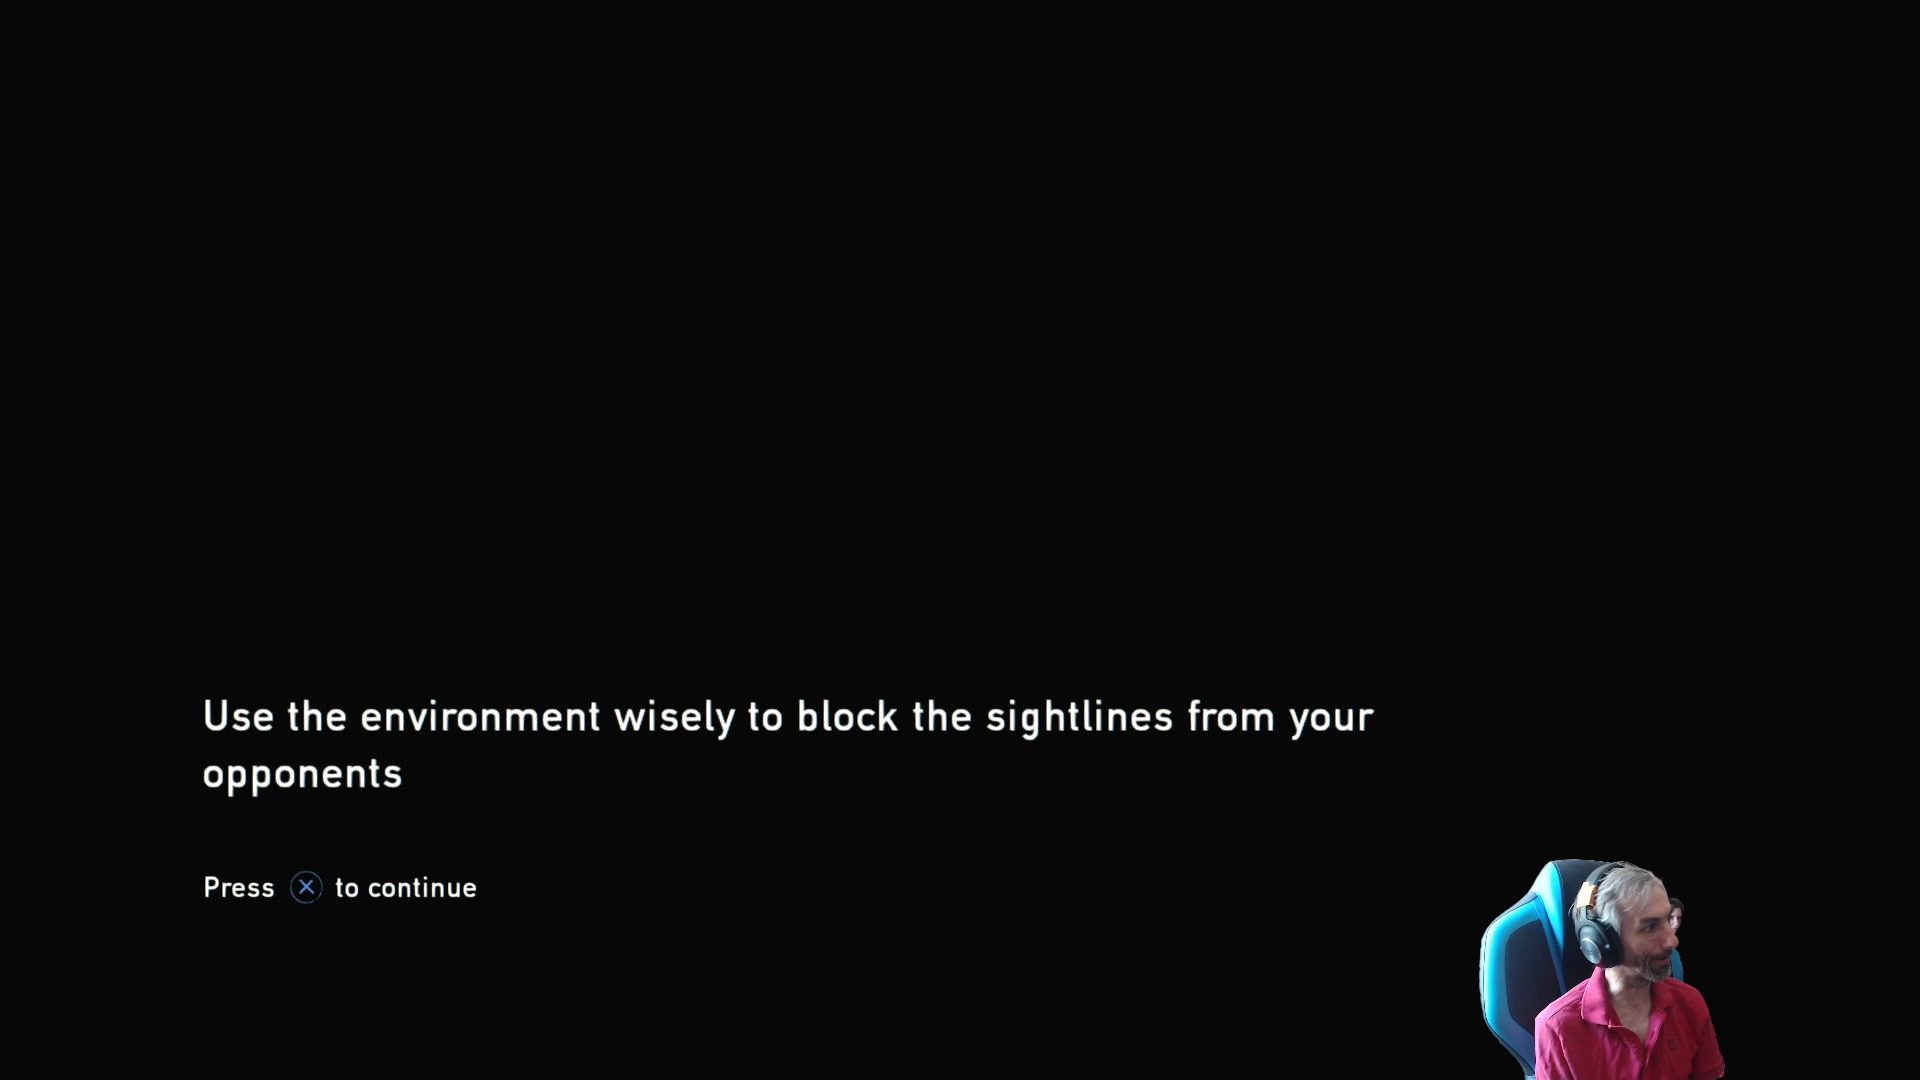 Use the environment wisely to block the sightlines from your
opponents
Press ⓧ to continue